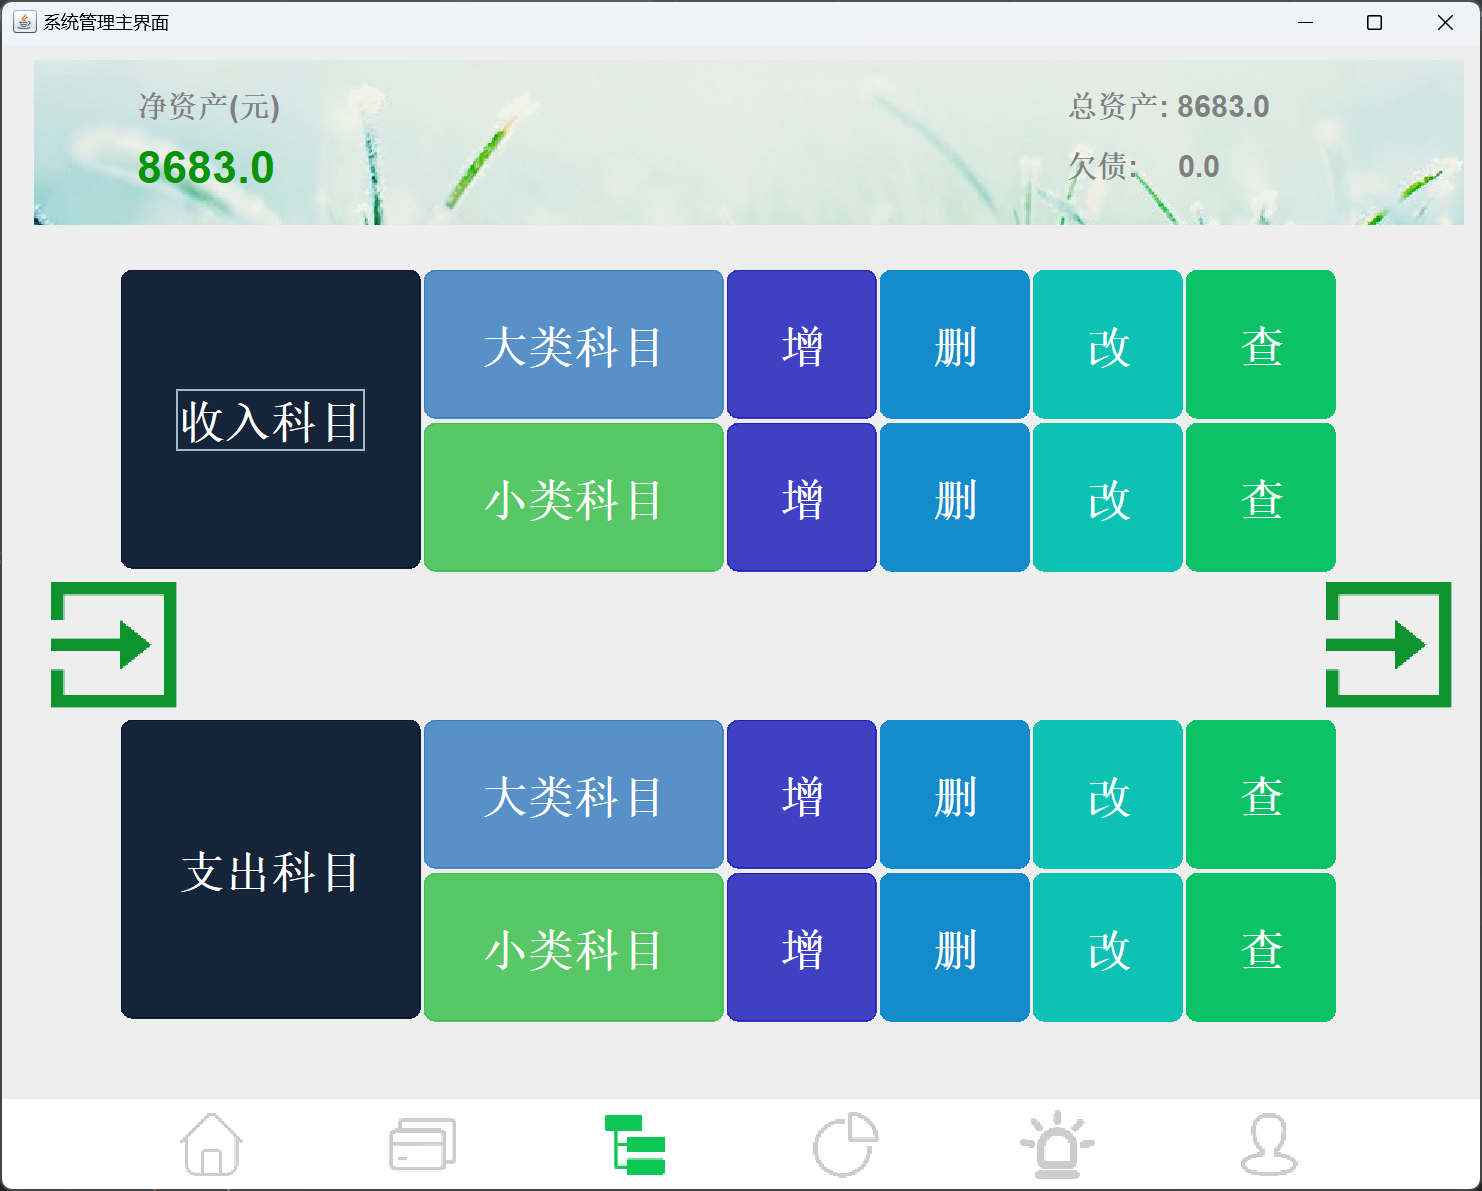 系统管理主界面
净资产(元)
8683.0
总资产: 8683.0
欠债: 0.0
收入科目
大类科目 增 删 改 查
小类科目 增 删 改 查
支出科目
大类科目 增 删 改 查
小类科目 增 删 改 查